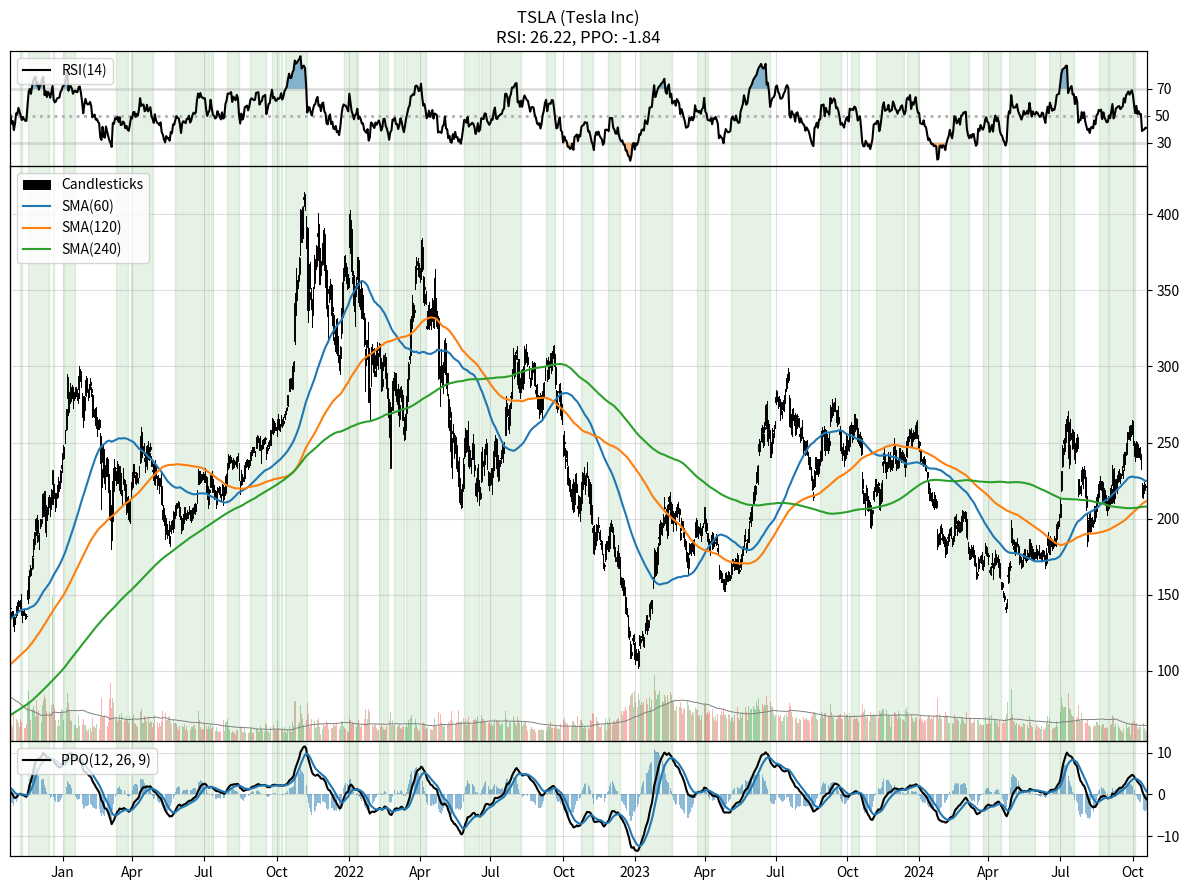 TSLA (Tesla Inc)
RSI: 26.22, PPO: -1.84
RSI(14)
70
50
30
Candlesticks
SMA(60)
SMA(120)
SMA(240)
400
350
300
250
200
150
100
PPO(12, 26, 9)
10
0
−10
Jan Apr Jul Oct 2022 Apr Jul Oct 2023 Apr Jul Oct 2024 Apr Jul Oct